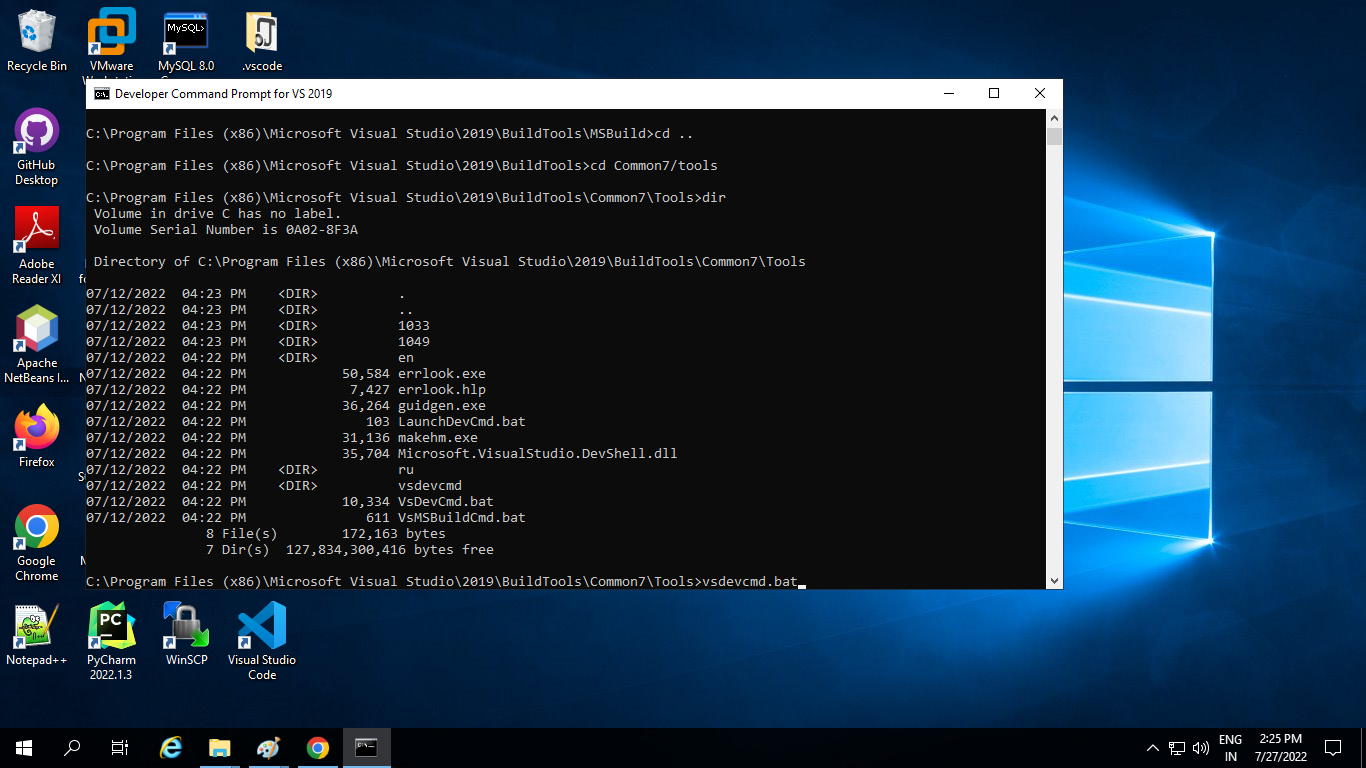 Recycle Bin
VMware
MySQL>
MySQL 8.0
.vscode
GitHub
Desktop
Adobe
Reader XI
Apache
NetBeans I...
Firefox
Google
Chrome
Developer Command Prompt for VS 2019
C:\Program Files (x86)\Microsoft Visual Studio\2019\BuildTools\MSBuild>cd ..
C:\Program Files (x86)\Microsoft Visual Studio\2019\BuildTools>cd Common7/tools
C:\Program Files (x86)\Microsoft Visual Studio\2019\BuildTools\Common7\Tools>dir
Volume in drive C has no label.
Volume Serial Number is 0A02-8F3A
Directory of C:\Program Files (x86)\Microsoft Visual Studio\2019\BuildTools\Common7\Tools
07/12/2022 04:23 PM <DIR> .
07/12/2022 04:23 PM <DIR> ..
07/12/2022 04:23 PM <DIR> 1033
07/12/2022 04:23 PM <DIR> 1049
07/12/2022 04:22 PM <DIR> en
07/12/2022 04:22 PM 50,584 errlook.exe
07/12/2022 04:22 PM 7,427 errlook.hlp
07/12/2022 04:22 PM 36,264 guidgen.exe
07/12/2022 04:22 PM 103 LaunchDevCmd.bat
07/12/2022 04:22 PM 31,136 makehm.exe
07/12/2022 04:22 PM 35,704 Microsoft.VisualStudio.DevShell.dll
07/12/2022 04:22 PM <DIR> ru
07/12/2022 04:22 PM <DIR> vsdevcmd
07/12/2022 04:22 PM 10,334 VsDevCmd.bat
07/12/2022 04:22 PM 611 VsMSBuildCmd.bat
8 File(s) 172,163 bytes
7 Dir(s) 127,834,300,416 bytes free
C:\Program Files (x86)\Microsoft Visual Studio\2019\BuildTools\Common7\Tools>vsdevcmd.bat
Notepad++
PC
PyCharm
2022.1.3
WinSCP
Visual Studio
Code
ENG
IN
2:25 PM
7/27/2022